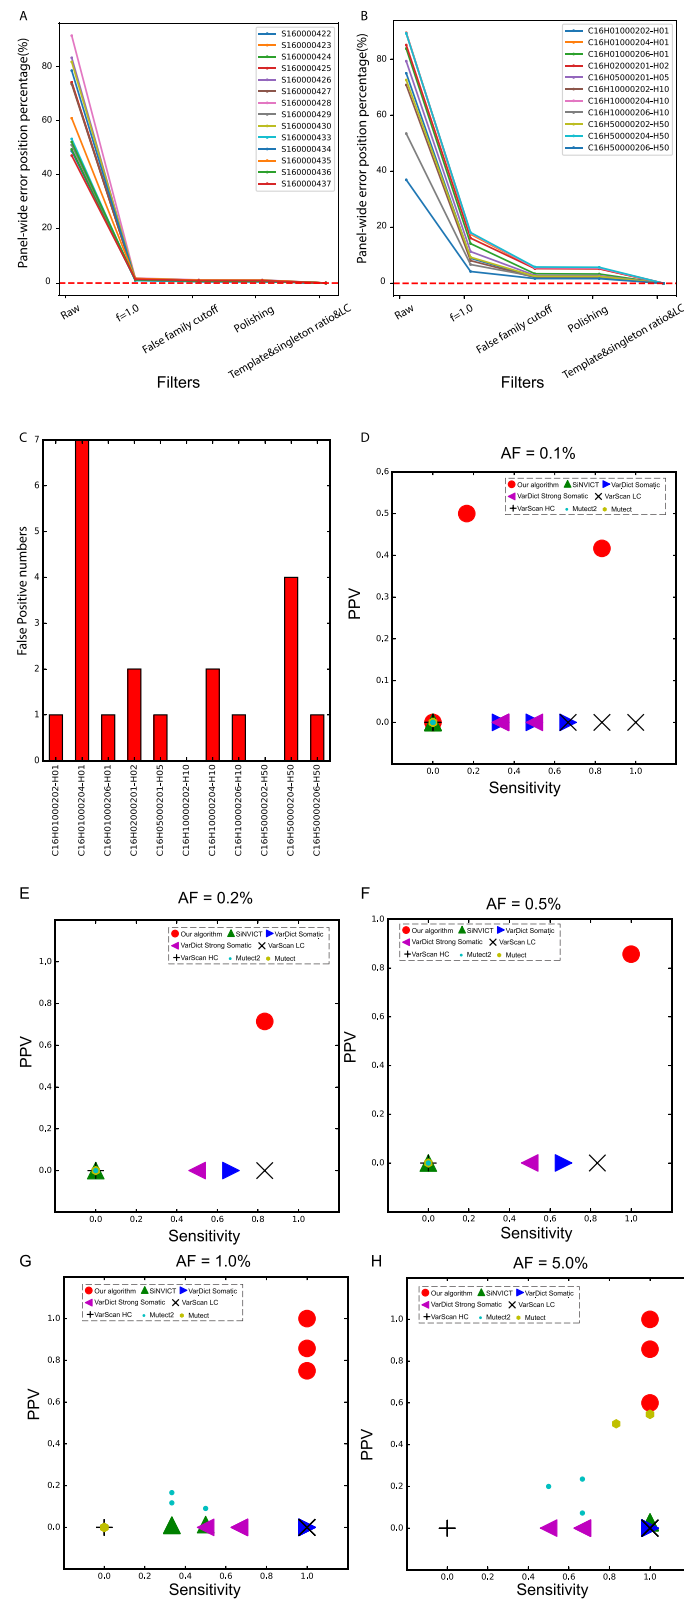 A
Panel-wide error position percentage(%)
80
60
40
20
0
S160000422
S160000423
S160000424
S160000425
S160000426
S160000427
S160000428
S160000429
S160000430
S160000433
S160000434
S160000435
S160000436
S160000437
Raw
f=1.0
False family cutoff
Polishing
Template&singleton ratio&LC
Filters
B
Panel-wide error position percentage(%)
80
60
40
20
0
C16H01000202-H01
C16H01000204-H01
C16H01000206-H01
C16H02000201-H02
C16H05000201-H05
C16H10000202-H10
C16H10000204-H10
C16H10000206-H10
C16H50000202-H50
C16H50000204-H50
C16H50000206-H50
Raw
f=1.0
False family cutoff
Polishing
Template&singleton ratio&LC
Filters
C
False Positive numbers
7
6
5
4
3
2
1
0
C16H01000202-H01
C16H01000204-H01
C16H01000206-H01
C16H02000201-H02
C16H05000201-H05
C16H10000202-H10
C16H10000204-H10
C16H10000206-H10
C16H50000202-H50
C16H50000204-H50
C16H50000206-H50
D
AF = 0.1%
Our algorithm SiNVICT VarDict Somatic
VarDict Strong Somatic VarScan LC
VarScan HC Mutect2 Mutect
PPV
0.6
0.5
0.4
0.3
0.2
0.1
0.0
0.0 0.2 0.4 0.6 0.8 1.0
Sensitivity
E
AF = 0.2%
Our algorithm SiNVICT VarDict Somatic
VarDict Strong Somatic VarScan LC
VarScan HC Mutect2 Mutect
PPV
1,0
0.8
0.6
0.4
0.2
0.0
0.0 0.2 0.4 0.6 0.8 1.0
Sensitivity
F
AF = 0.5%
Our algorithm SiNVICT VarDict Somatic
VarDict Strong Somatic VarScan LC
VarScan HC Mutect2 Mutect
PPV
1.0
0.8
0.6
0.4
0.2
0.0
0.0 0.2 0.4 0.6 0.8 1.0
Sensitivity
G
AF = 1.0%
Our algorithm SiNVICT VarDict Somatic
VarDict Strong Somatic VarScan LC
VarScan HC Mutect2 Mutect
PPV
1.0
0.8
0.6
0.4
0.2
0.0
0.0 0.2 0.4 0.6 0.8 1.0
Sensitivity
H
AF = 5.0%
Our algorithm SiNVICT VarDict Somatic
VarDict Strong Somatic VarScan LC
VarScan HC Mutect2 Mutect
PPV
1.0
0.8
0.6
0.4
0.2
0.0
0.0 0.2 0.4 0.6 0.8 1.0
Sensitivity